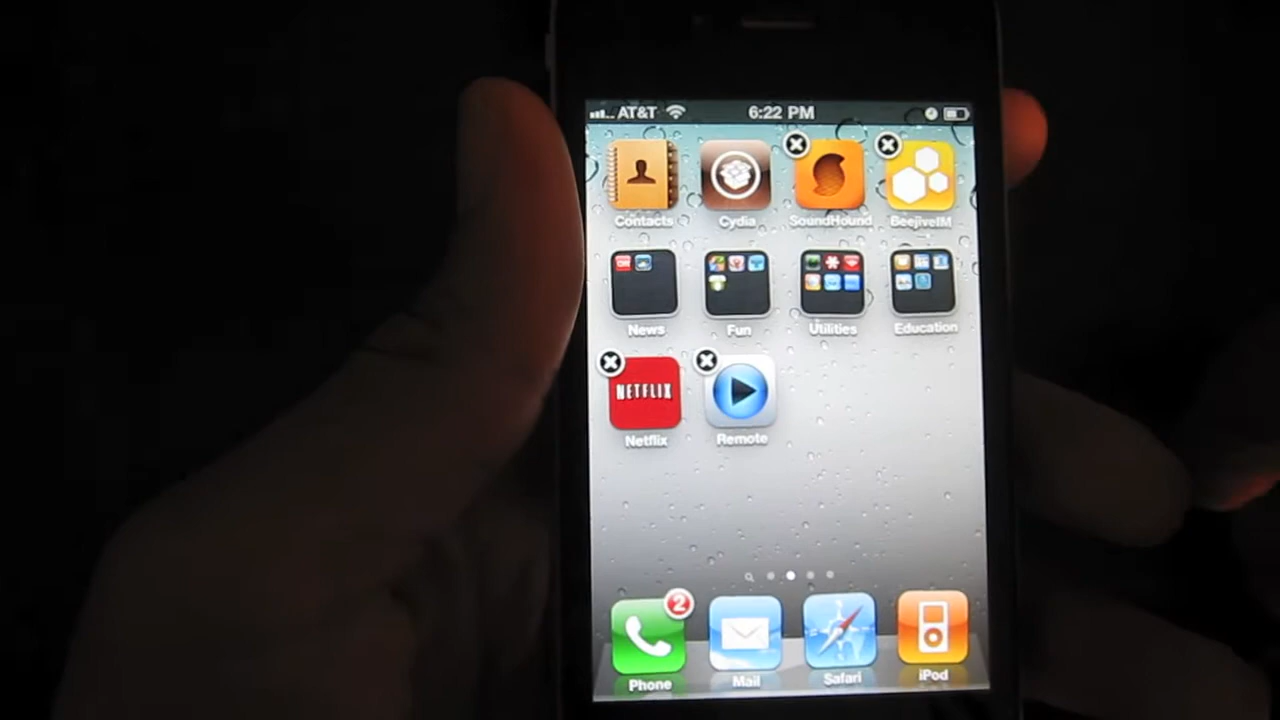 AT&T 6:22 PM
Contacts Cydia SoundHound BeejiveIM
News Fun Utilities Education
NETFLIX
Netflix Remote
2
Phone Mail Safari iPod